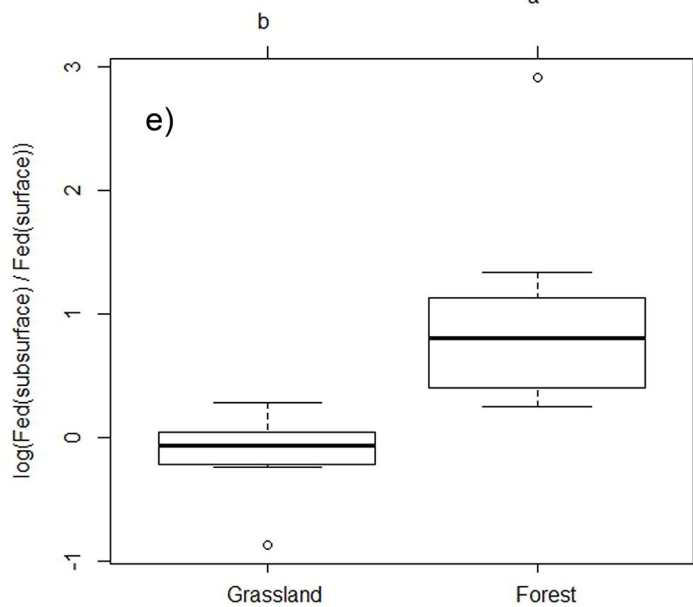 b a
e)
log(Fed(subsurface) / Fed(surface))
3
2
1
0
-1
Grassland Forest